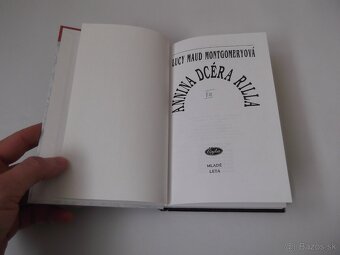 LUCY MAUD MONTGOMERYOVÁ
ANNINA DCÉRA RILLA
MLADÉ
LETÁ
Bazos.sk